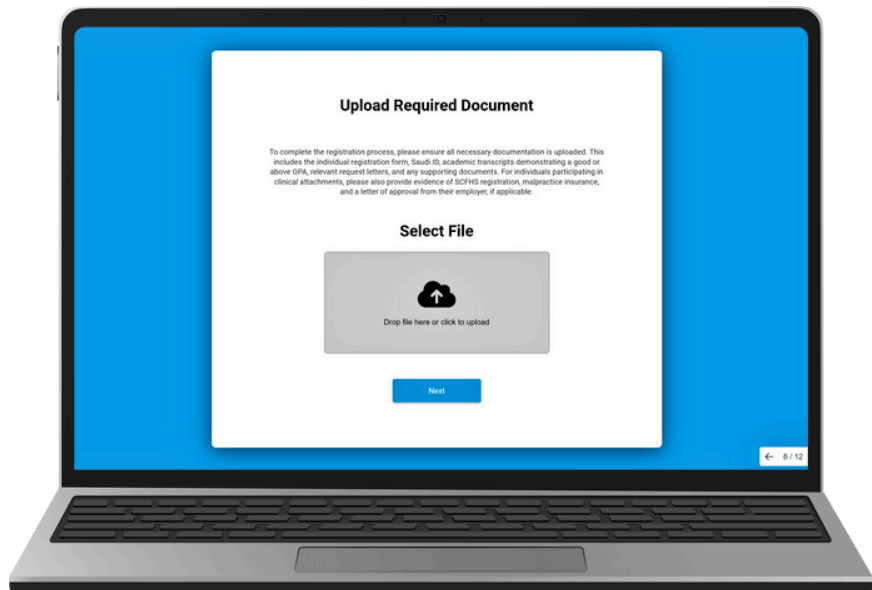 Upload Required Document
To complete the registration process, please ensure all necessary documentation is uploaded. This
includes the individual registration form, Saudi ID, academic transcripts demonstrating a good or
above GPA, relevant request letters, and any supporting documents. For individuals participating in
clinical attachments, please also provide evidence of SCFHS registration, malpractice insurance,
and a letter of approval from their employer, if applicable.
Select File
Drop file here or click to upload
Next
8 / 12